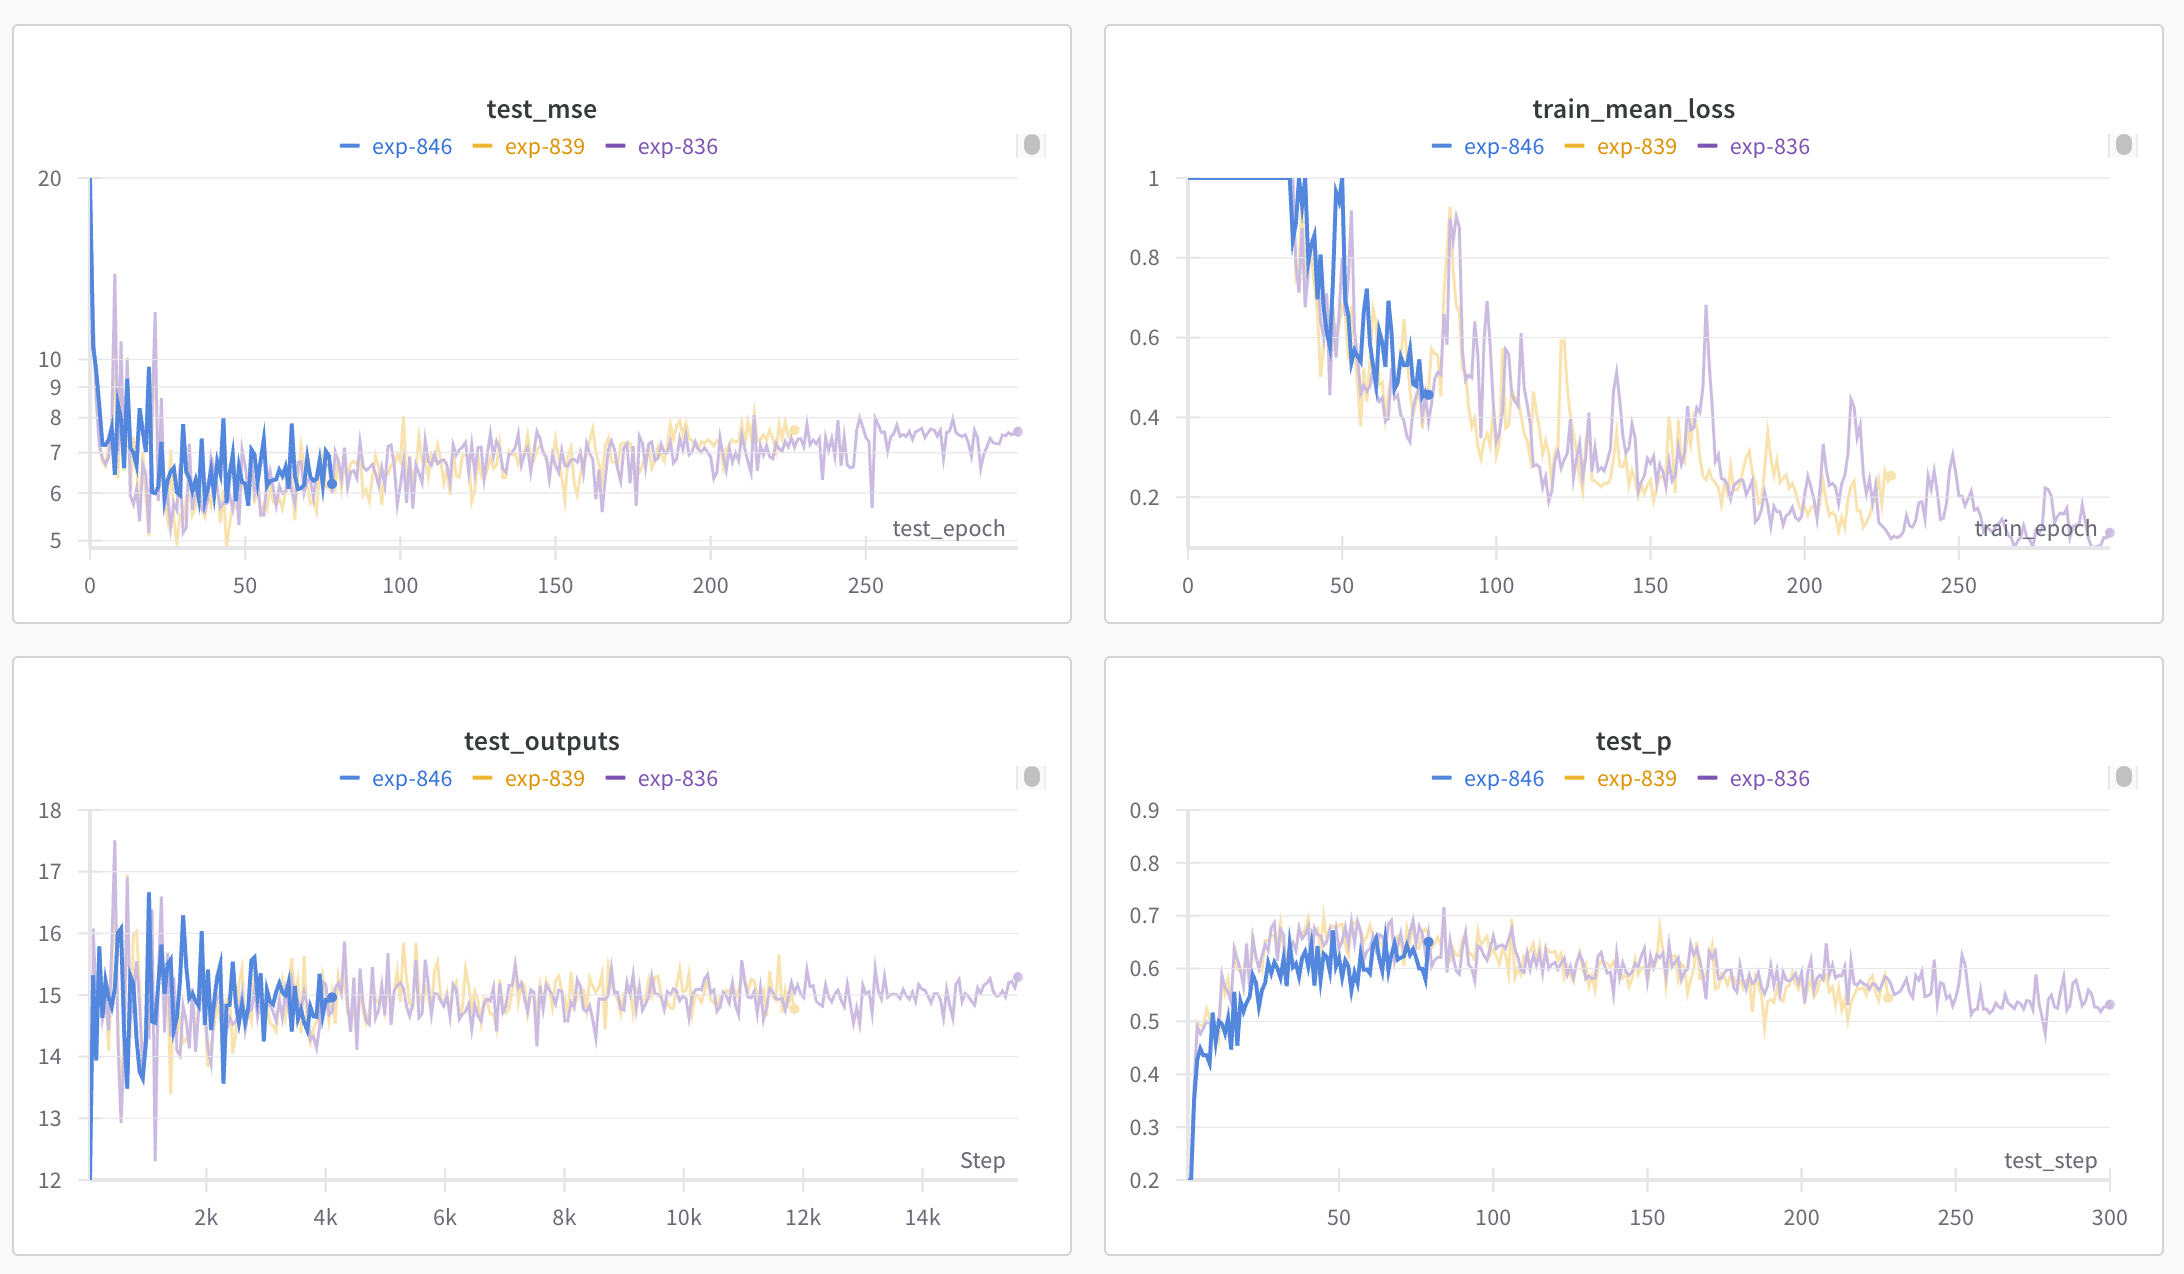 test_mse
exp-846 exp-839 exp-836
20
10
9
8
7
6
5
test_epoch
0 50 100 150 200 250
train_mean_loss
exp-846 exp-839 exp-836
1
0.8
0.6
0.4
0.2
train_epoch
0 50 100 150 200 250
test_outputs
exp-846 exp-839 exp-836
18
17
16
15
14
13
12
Step
2k 4k 6k 8k 10k 12k 14k
test_p
exp-846 exp-839 exp-836
0.9
0.8
0.7
0.6
0.5
0.4
0.3
0.2
test_step
50 100 150 200 250 300